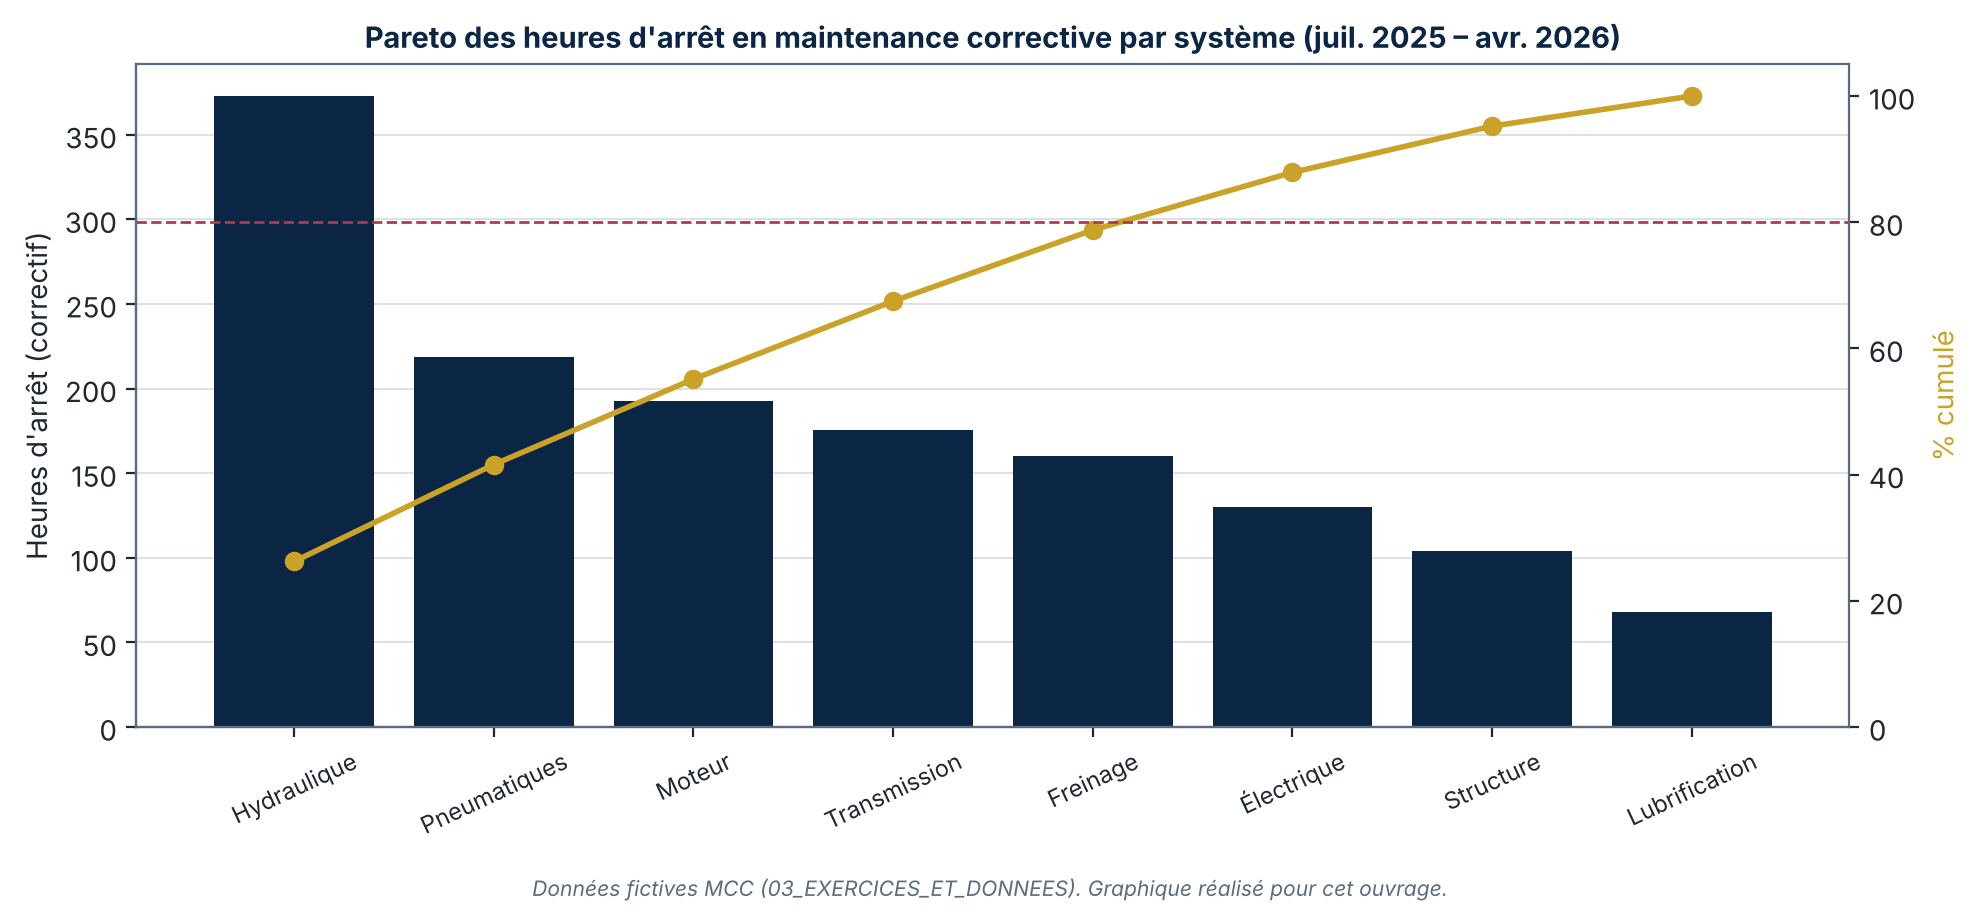 Pareto des heures d'arrêt en maintenance corrective par système (juil. 2025 – avr. 2026)
Heures d'arrêt (correctif)
350
300
250
200
150
100
50
0
100
80
60
40
20
0
% cumulé
Hydraulique
Pneumatiques
Moteur
Transmission
Freinage
Électrique
Structure
Lubrification
Données fictives MCC (03_EXERCICES_ET_DONNEES). Graphique réalisé pour cet ouvrage.